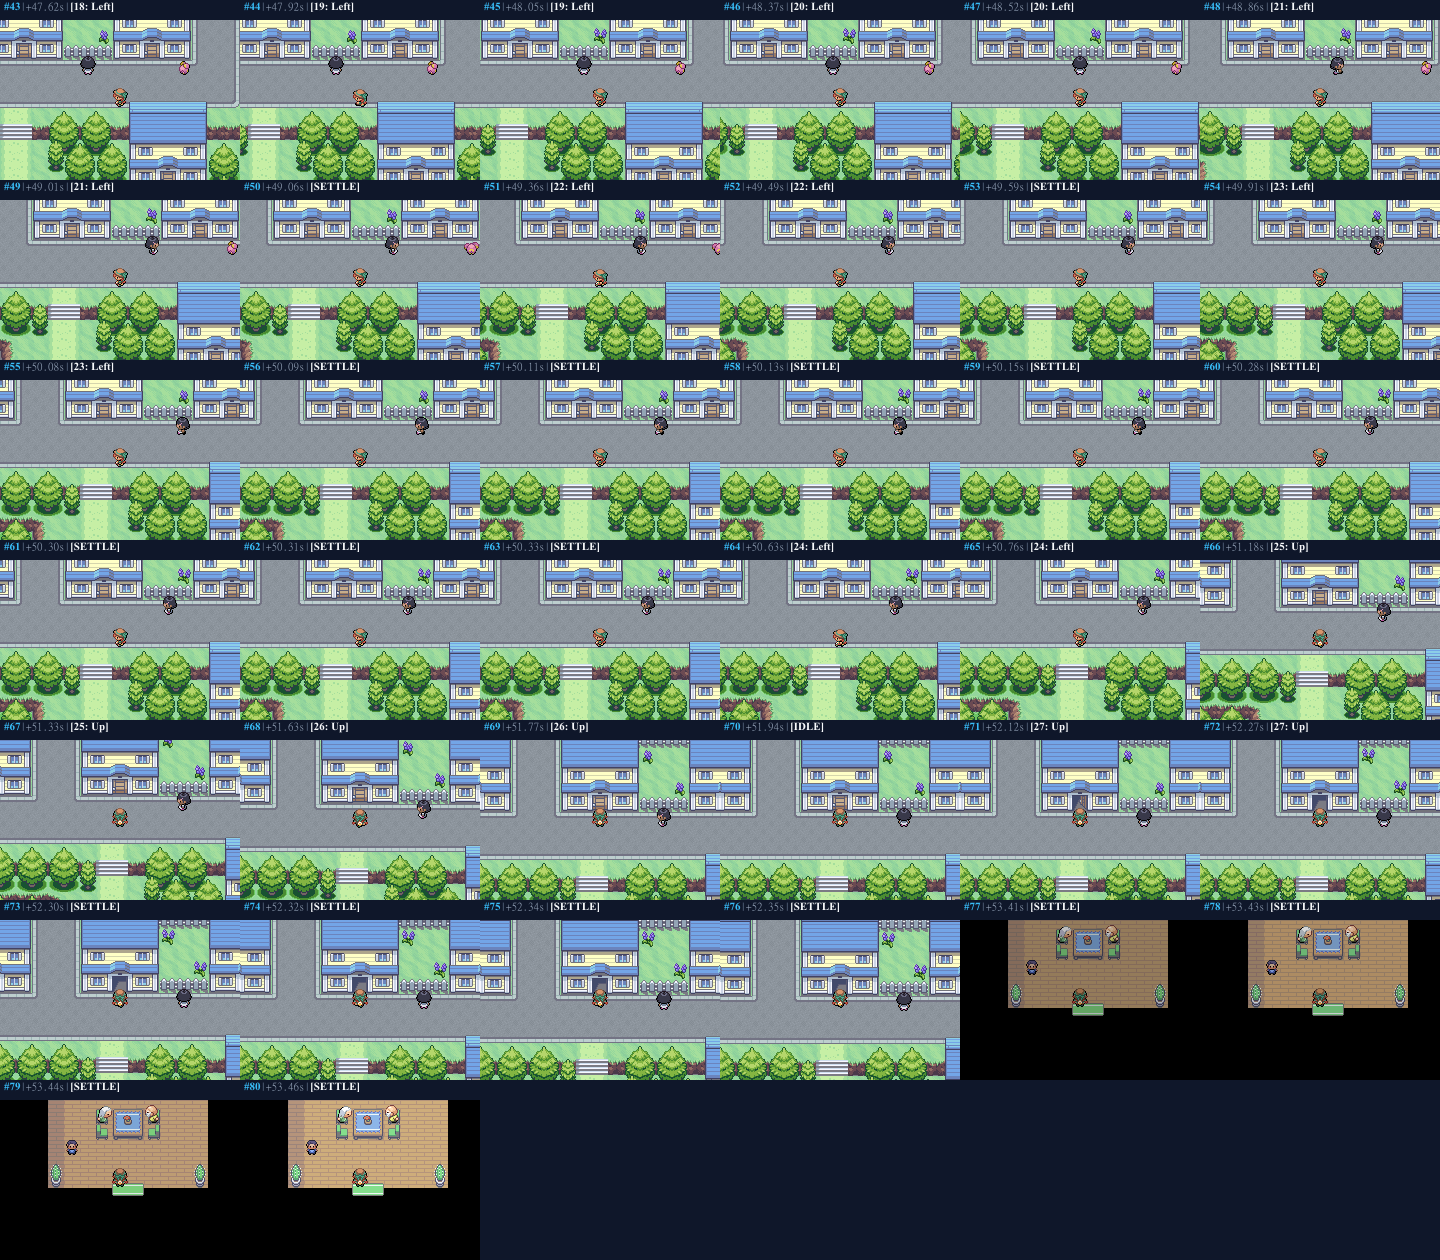 #43|+47.62s|[18: Left] #44|+47.92s|[19: Left] #45|+48.05s|[19: Left] #46|+48.37s|[20: Left] #47|+48.52s|[20: Left] #48|+48.86s|[21: Left]
#49|+49.01s|[21: Left] #50|+49.06s|[SETTLE] #51|+49.36s|[22: Left] #52|+49.49s|[22: Left] #53|+49.59s|[SETTLE] #54|+49.91s|[23: Left]
#55|+50.08s|[23: Left] #56|+50.09s|[SETTLE] #57|+50.11s|[SETTLE] #58|+50.13s|[SETTLE] #59|+50.15s|[SETTLE] #60|+50.28s|[SETTLE]
#61|+50.30s|[SETTLE] #62|+50.31s|[SETTLE] #63|+50.33s|[SETTLE] #64|+50.63s|[24: Left] #65|+50.76s|[24: Left] #66|+51.18s|[25: Up]
#67|+51.33s|[25: Up] #68|+51.63s|[26: Up] #69|+51.77s|[26: Up] #70|+51.94s|[IDLE] #71|+52.12s|[27: Up] #72|+52.27s|[27: Up]
#73|+52.30s|[SETTLE] #74|+52.32s|[SETTLE] #75|+52.34s|[SETTLE] #76|+52.35s|[SETTLE] #77|+53.41s|[SETTLE] #78|+53.43s|[SETTLE]
#79|+53.44s|[SETTLE] #80|+53.46s|[SETTLE]